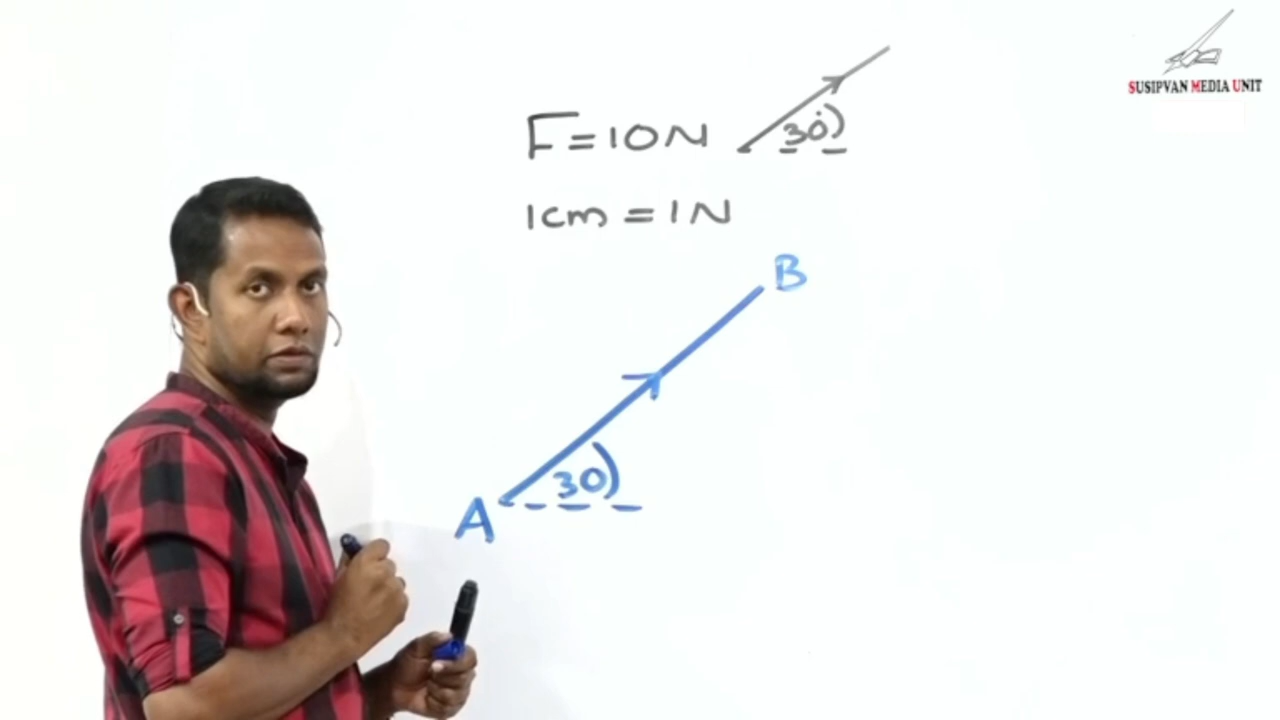 SUSIPVAN MEDIA UNIT
F=10N 30°)
1cm = 1N
B
30)
A